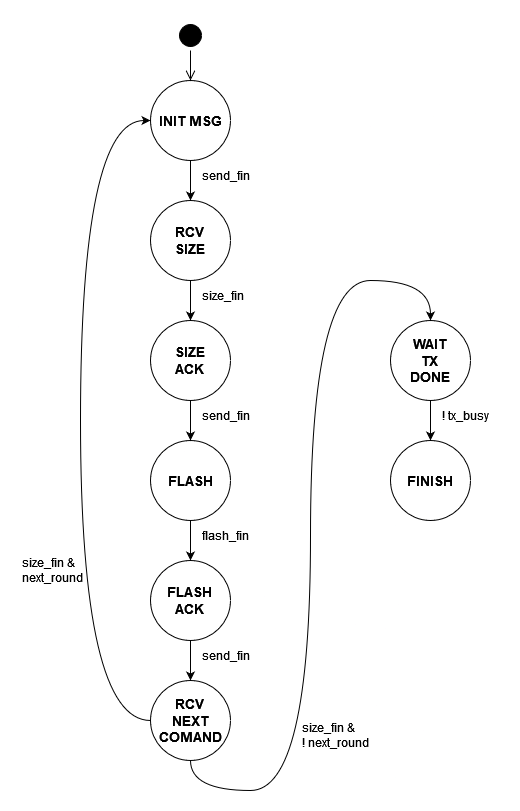 INIT MSG
send_fin
RCV
SIZE
size_fin
SIZE
ACK
send_fin
FLASH
flash_fin
FLASH
ACK
send_fin
RCV
NEXT
COMAND
size_fin &
next_round
size_fin &
! next_round
WAIT
TX
DONE
! tx_busy
FINISH